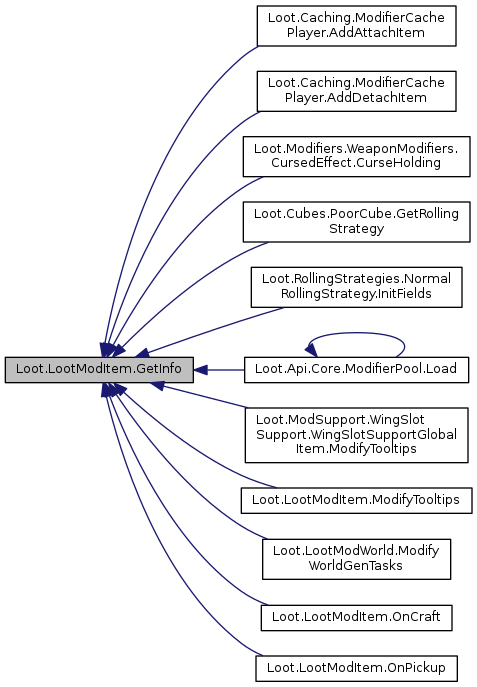 Loot.Caching.ModifierCache
Player.AddAttachItem
Loot.Caching.ModifierCache
Player.AddDetachItem
Loot.Modifiers.WeaponModifiers.
CursedEffect.CurseHolding
Loot.Cubes.PoorCube.GetRolling
Strategy
Loot.RollingStrategies.Normal
RollingStrategy.InitFields
Loot.LootModItem.GetInfo
Loot.Api.Core.ModifierPool.Load
Loot.ModSupport.WingSlot
Support.WingSlotSupportGlobal
Item.ModifyTooltips
Loot.LootModItem.ModifyTooltips
Loot.LootModWorld.Modify
WorldGenTasks
Loot.LootModItem.OnCraft
Loot.LootModItem.OnPickup